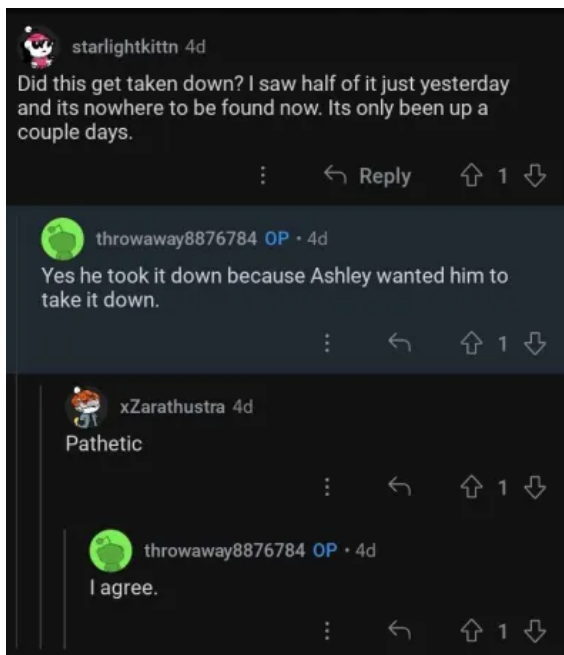 starlightkittn 4d
Did this get taken down? I saw half of it just yesterday
and its nowhere to be found now. Its only been up a
couple days.
Reply 1
throwaway8876784 OP • 4d
Yes he took it down because Ashley wanted him to
take it down.
1
xZarathustra 4d
Pathetic
1
throwaway8876784 OP • 4d
I agree.
1